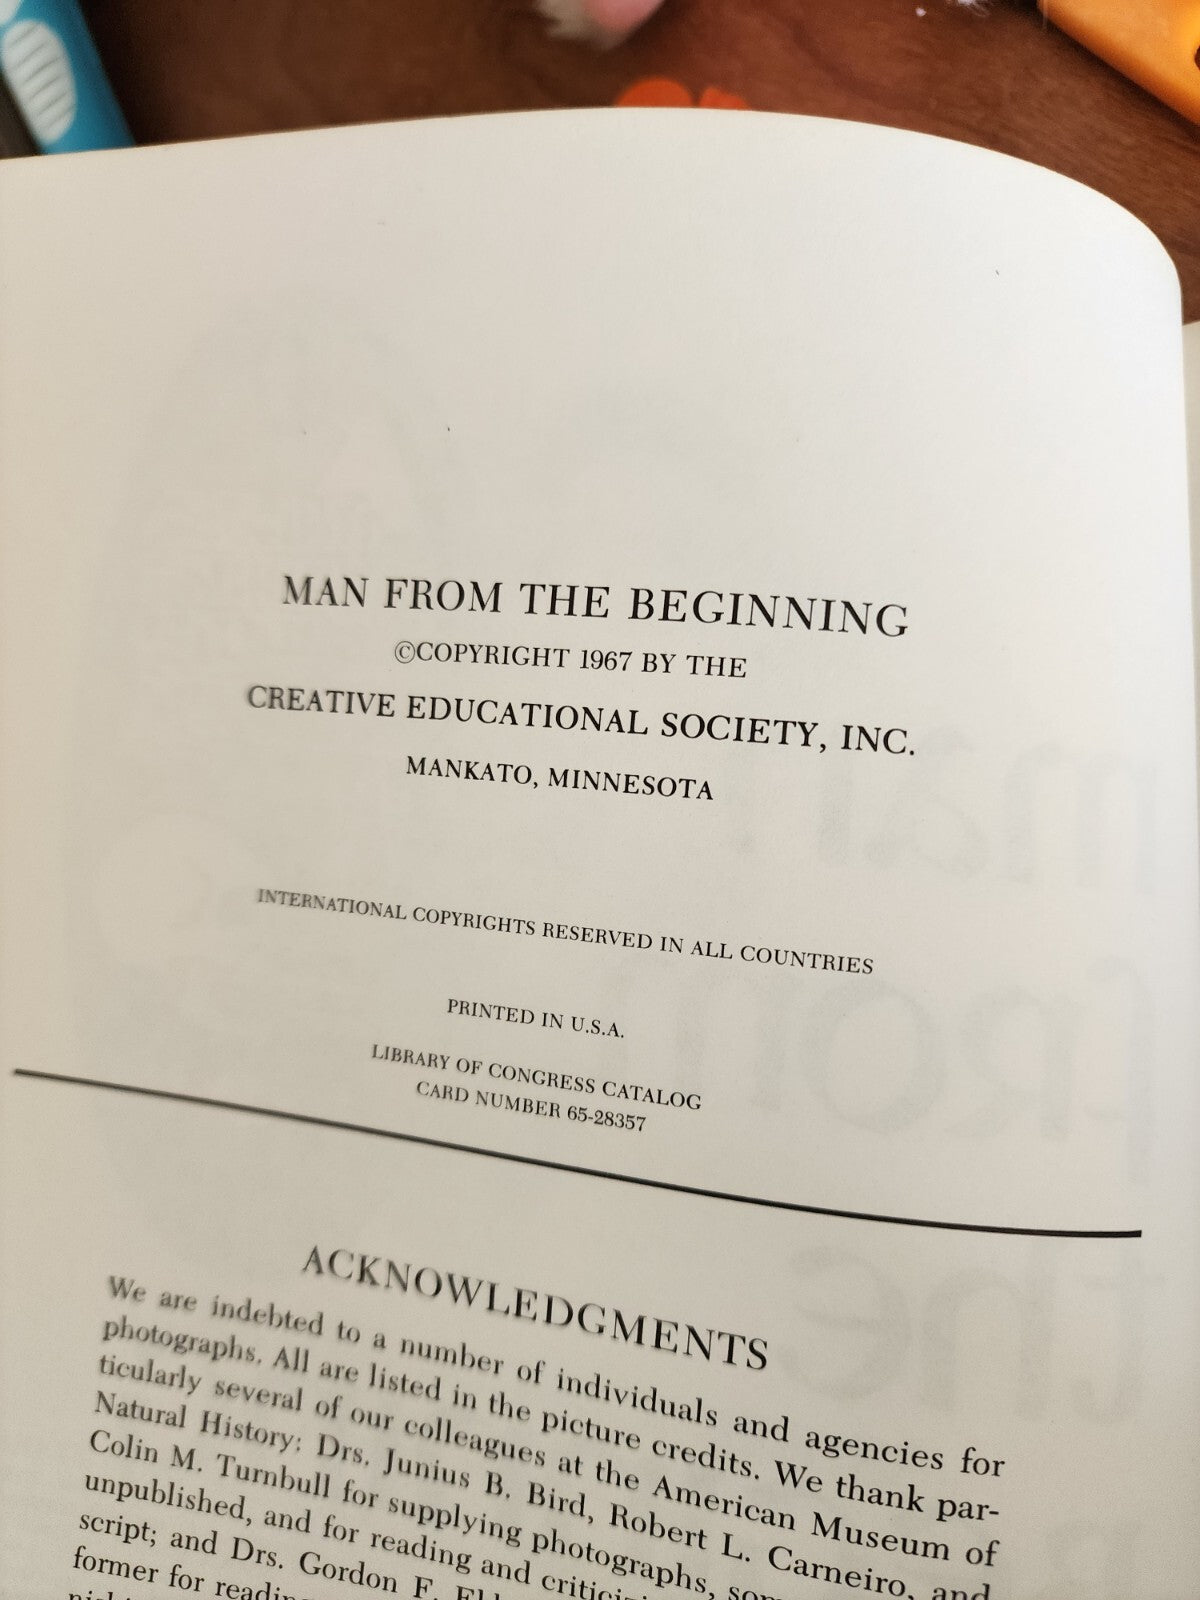 MAN FROM THE BEGINNING
©COPYRIGHT 1967 BY THE
CREATIVE EDUCATIONAL SOCIETY, INC.
MANKATO, MINNESOTA
INTERNATIONAL COPYRIGHTS RESERVED IN ALL COUNTRIES
PRINTED IN U.S.A.
LIBRARY OF CONGRESS CATALOG
CARD NUMBER 65-28357
ACKNOWLEDGMENTS
We are indebted to a number of individuals and agencies for
photographs. All are listed in the picture credits. We thank par-
ticularly several of our colleagues at the American Museum of
Natural History: Drs. Junius B. Bird, Robert L. Carneiro, and
Colin M. Turnbull for supplying photographs,
unpublished, and for reading and
script; and Drs. Gordon F.
former for